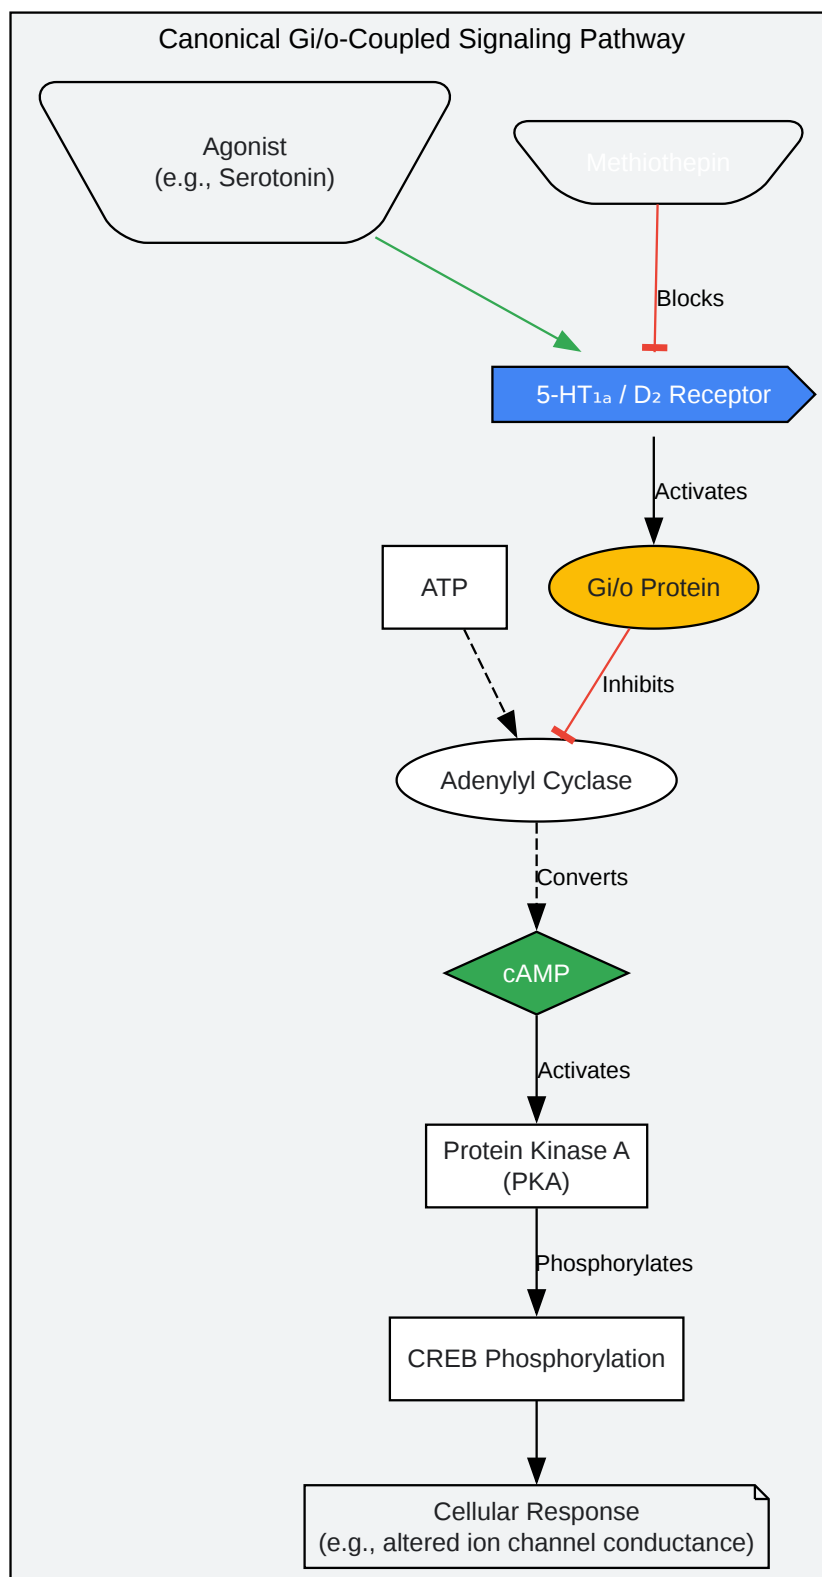 Canonical Gi/o-Coupled Signaling Pathway
Agonist
(e.g., Serotonin)
Methiothepin
Blocks
5-HT₁ₐ / D₂ Receptor
Activates
ATP
Gi/o Protein
Inhibits
Adenylyl Cyclase
Converts
cAMP
Activates
Protein Kinase A
(PKA)
Phosphorylates
CREB Phosphorylation
Cellular Response
(e.g., altered ion channel conductance)